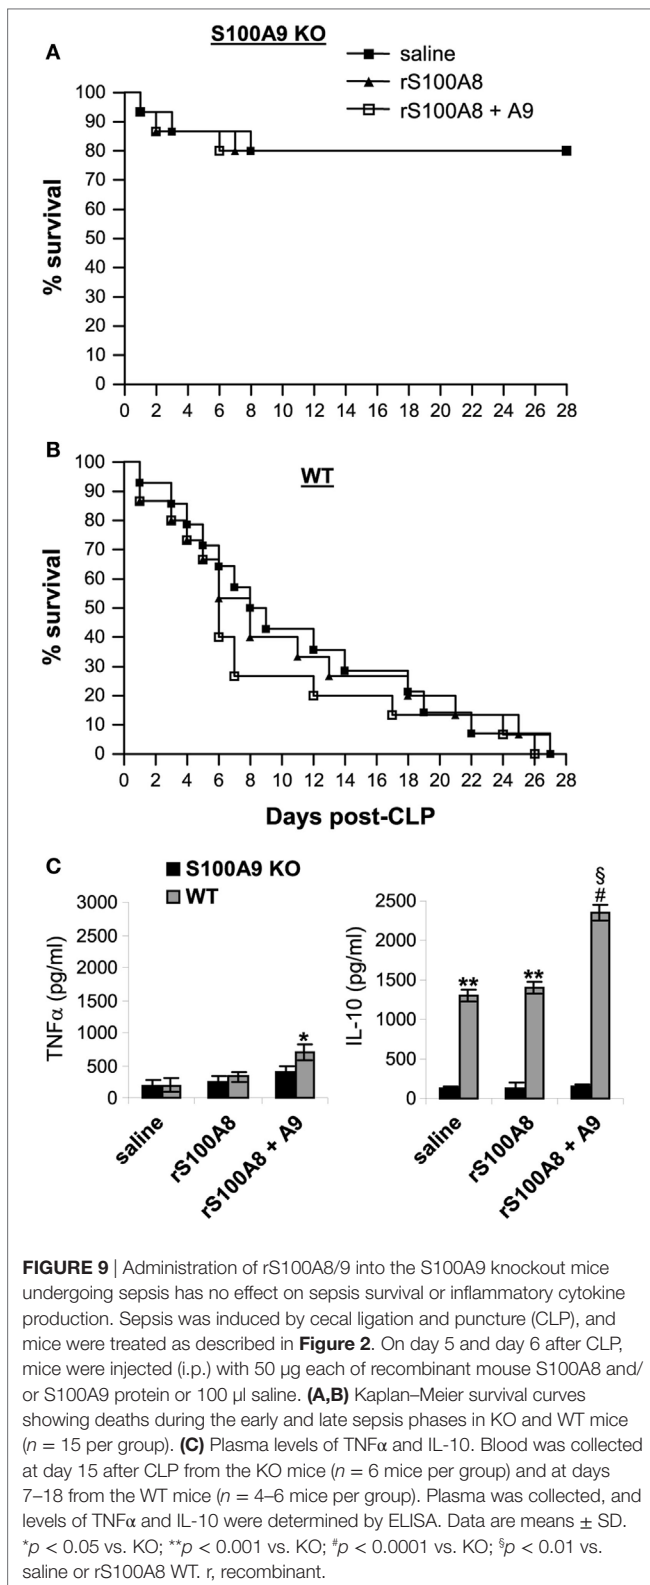 A
S100A9 KO
saline
rS100A8
rS100A8 + A9
% survival
100
90
80
70
60
50
40
30
20
100
0
0 2 4 6 8 10 12 14 16 18 20 22 24 26 28
B
WT
% survival
100
90
80
70
60
50
40
30
20
10
0
0 2 4 6 8 10 12 14 16 18 20 22 24 26 28
Days post-CLP
C
S100A9 KO
WT
TNFα (pg/ml)
3000
2500
2000
1500
1000
500
0
*
saline
rS100A8
rS100A8 + A9
IL-10 (pg/ml)
2500
2000
1500
1000
500
0
**
**
§
#
saline
rS100A8
rS100A8 + A9
FIGURE 9 | Administration of rS100A8/9 into the S100A9 knockout mice
undergoing sepsis has no effect on sepsis survival or inflammatory cytokine
production. Sepsis was induced by cecal ligation and puncture (CLP), and
mice were treated as described in Figure 2. On day 5 and day 6 after CLP,
mice were injected (i.p.) with 50 µg each of recombinant mouse S100A8 and/
or S100A9 protein or 100 µl saline. (A,B) Kaplan–Meier survival curves
showing deaths during the early and late sepsis phases in KO and WT mice
(n = 15 per group). (C) Plasma levels of TNFα and IL-10. Blood was collected
at day 15 after CLP from the KO mice (n = 6 mice per group) and at days
7–18 from the WT mice (n = 4–6 mice per group). Plasma was collected, and
levels of TNFα and IL-10 were determined by ELISA. Data are means ± SD.
*p < 0.05 vs. KO; **p < 0.001 vs. KO; #p < 0.0001 vs. KO; §p < 0.01 vs.
saline or rS100A8 WT. r, recombinant.